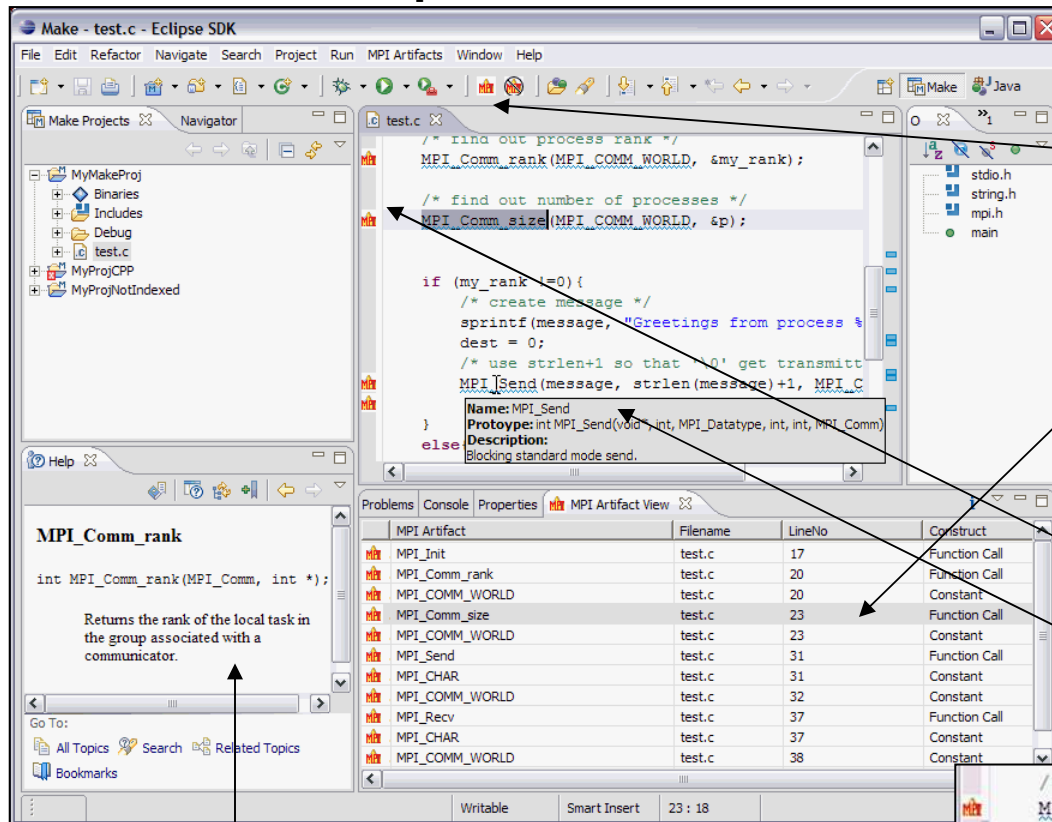 Make - test.c - Eclipse SDK
File Edit Refactor Navigate Search Project Run MPI Artifacts Window Help
Make Java
Make Projects Navigator
MyMakeProj
Binaries
Includes
Debug
test.c
MyProjCPP
MyProjNotIndexed
test.c
/* find out process rank */
MPI_Comm_rank(MPI_COMM_WORLD, &my_rank);
/* find out number of processes */
MPI_Comm_size(MPI_COMM_WORLD, &p);
if (my_rank !=0){
/* create message */
sprintf(message, "Greetings from process %
dest = 0;
/* use strlen+1 so that '\0' get transmitt
MPI_Send(message, strlen(message)+1, MPI_C
}
else
Name: MPI_Send
Protoype: int MPI_Send(void*, int, MPI_Datatype, int, int, MPI_Comm)
Description:
Blocking standard mode send.
O »1
stdio.h
string.h
mpi.h
main
Help
MPI_Comm_rank
int MPI_Comm_rank(MPI_Comm, int *);
Returns the rank of the local task in
the group associated with a
communicator.
Go To:
All Topics Search Related Topics
Bookmarks
Problems Console Properties MPI Artifact View
MPI Artifact Filename LineNo Construct
MPI_Init test.c 17 Function Call
MPI_Comm_rank test.c 20 Function Call
MPI_COMM_WORLD test.c 20 Constant
MPI_Comm_size test.c 23 Function Call
MPI_COMM_WORLD test.c 23 Constant
MPI_Send test.c 31 Function Call
MPI_CHAR test.c 31 Constant
MPI_COMM_WORLD test.c 32 Constant
MPI_Recv test.c 37 Function Call
MPI_CHAR test.c 37 Constant
MPI_COMM_WORLD test.c 38 Constant
Writable Smart Insert 23 : 18
/
MPI M